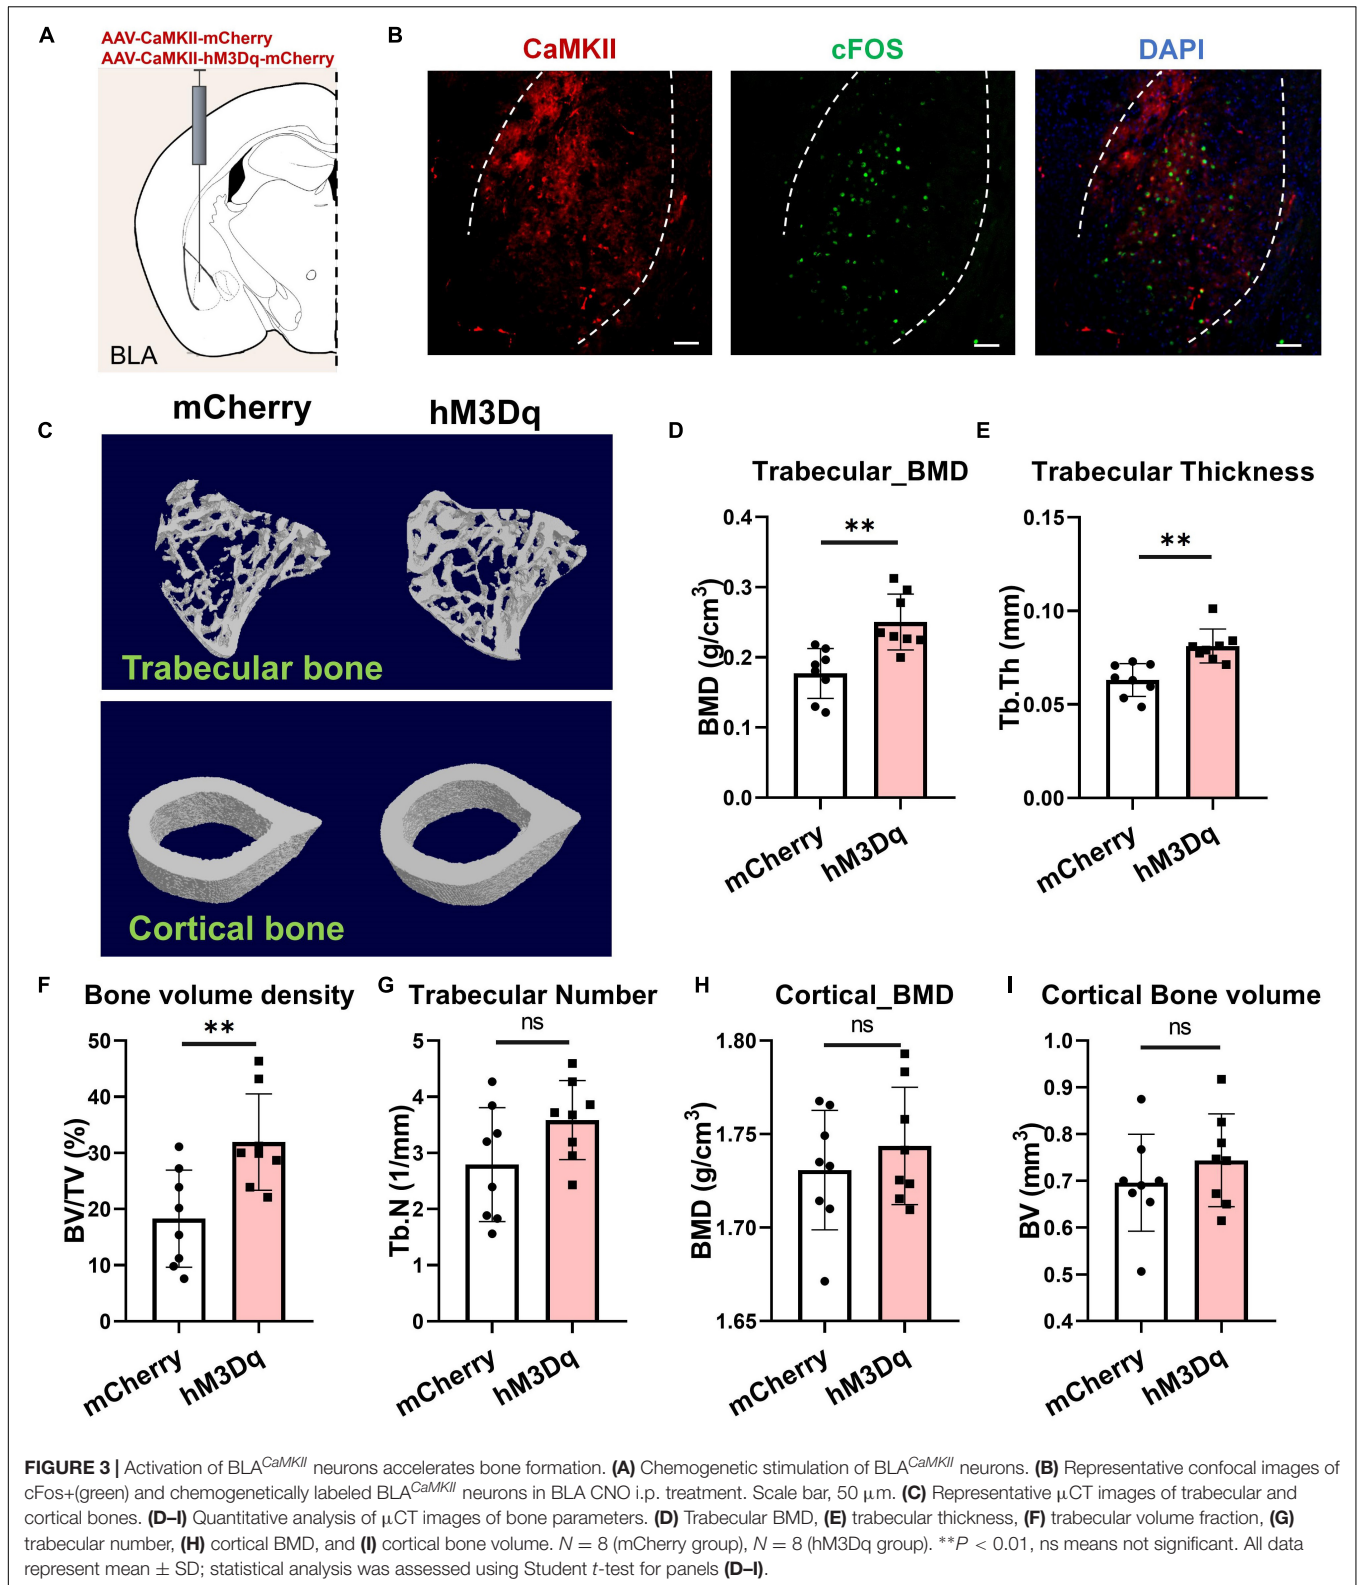 A
AAV-CaMKII-mCherry
AAV-CaMKII-hM3Dq-mCherry
BLA
B
CaMKII
cFOS
DAPI
C
mCherry
hM3Dq
Trabecular bone
Cortical bone
D
Trabecular_BMD
**
0.4
0.3
0.2
0.1
0.0
BMD (g/cm³)
mCherry
hM3Dq
E
Trabecular Thickness
**
0.15
0.10
0.05
0.00
Tb.Th (mm)
mCherry
hM3Dq
F
Bone volume density
**
50
40
30
20
10
0
BV/TV (%)
mCherry
hM3Dq
G
Trabecular Number
ns
5
4
3
2
1
0
Tb.N (1/mm)
mCherry
hM3Dq
H
Cortical_BMD
ns
1.80
1.75
1.70
1.65
BMD (g/cm³)
mCherry
hM3Dq
I
Cortical Bone volume
ns
1.0
0.9
0.8
0.7
0.6
0.5
0.4
BV (mm³)
mCherry
hM3Dq
FIGURE 3 | Activation of BLA^CaMKII neurons accelerates bone formation. (A) Chemogenetic stimulation of BLA^CaMKII neurons. (B) Representative confocal images of
cFos+(green) and chemogenetically labeled BLA^CaMKII neurons in BLA CNO i.p. treatment. Scale bar, 50 μm. (C) Representative μCT images of trabecular and
cortical bones. (D–I) Quantitative analysis of μCT images of bone parameters. (D) Trabecular BMD, (E) trabecular thickness, (F) trabecular volume fraction, (G)
trabecular number, (H) cortical BMD, and (I) cortical bone volume. N = 8 (mCherry group), N = 8 (hM3Dq group). **P < 0.01, ns means not significant. All data
represent mean ± SD; statistical analysis was assessed using Student t-test for panels (D–I).